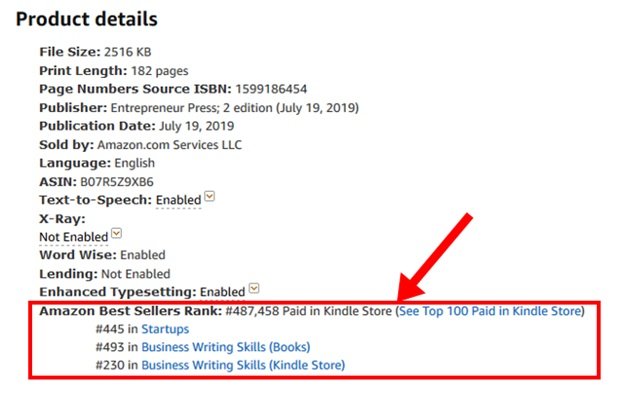 Product details
File Size: 2516 KB
Print Length: 182 pages
Page Numbers Source ISBN: 1599186454
Publisher: Entrepreneur Press; 2 edition (July 19, 2019)
Publication Date: July 19, 2019
Sold by: Amazon.com Services LLC
Language: English
ASIN: B07R5Z9XB6
Text-to-Speech: Enabled
X-Ray:
Not Enabled
Word Wise: Enabled
Lending: Not Enabled
Enhanced Typesetting: Enabled
Amazon Best Sellers Rank: #487,458 Paid in Kindle Store (See Top 100 Paid in Kindle Store)
#445 in Startups
#493 in Business Writing Skills (Books)
#230 in Business Writing Skills (Kindle Store)